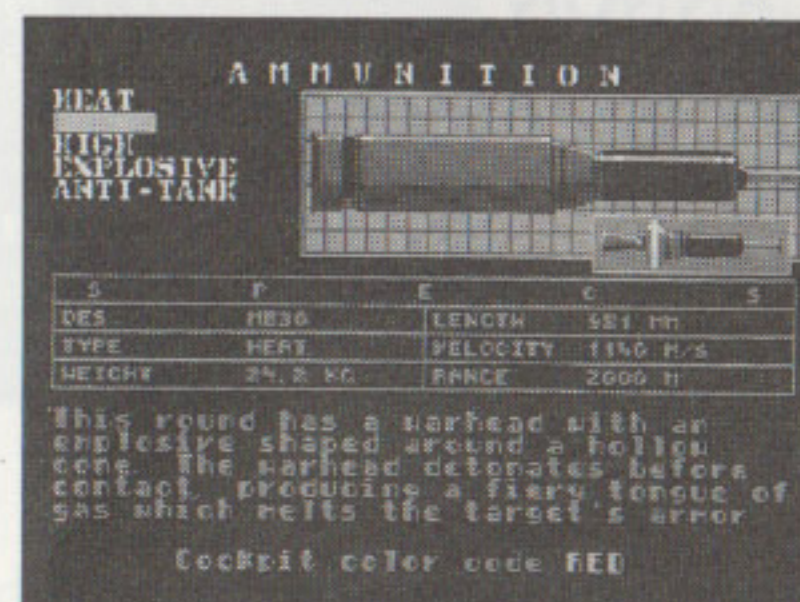 AMMUNITION
HEAT
HIGH
EXPLOSIVE
ANTI-TANK
S P E C S
DES M830 LENGTH 981 MM
TYPE HEAT VELOCITY 1140 M/S
WEIGHT 24.2 KG RANGE 2000 M
This round has a warhead with an
explosive shaped around a hollow
cone. The warhead detonates before
contact, producing a fiery tongue of
gas which melts the target's armor
Cockpit color code RED